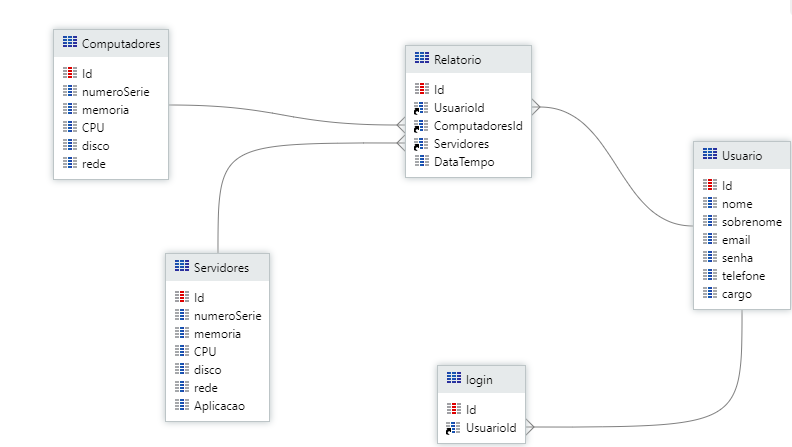 Computadores
Id
numeroSerie
memoria
CPU
disco
rede
Relatorio
Id
UsuarioId
ComputadoresId
Servidores
DataTempo
Usuario
Id
nome
sobrenome
email
senha
telefone
cargo
Servidores
Id
numeroSerie
memoria
CPU
disco
rede
Aplicacao
login
Id
UsuarioId